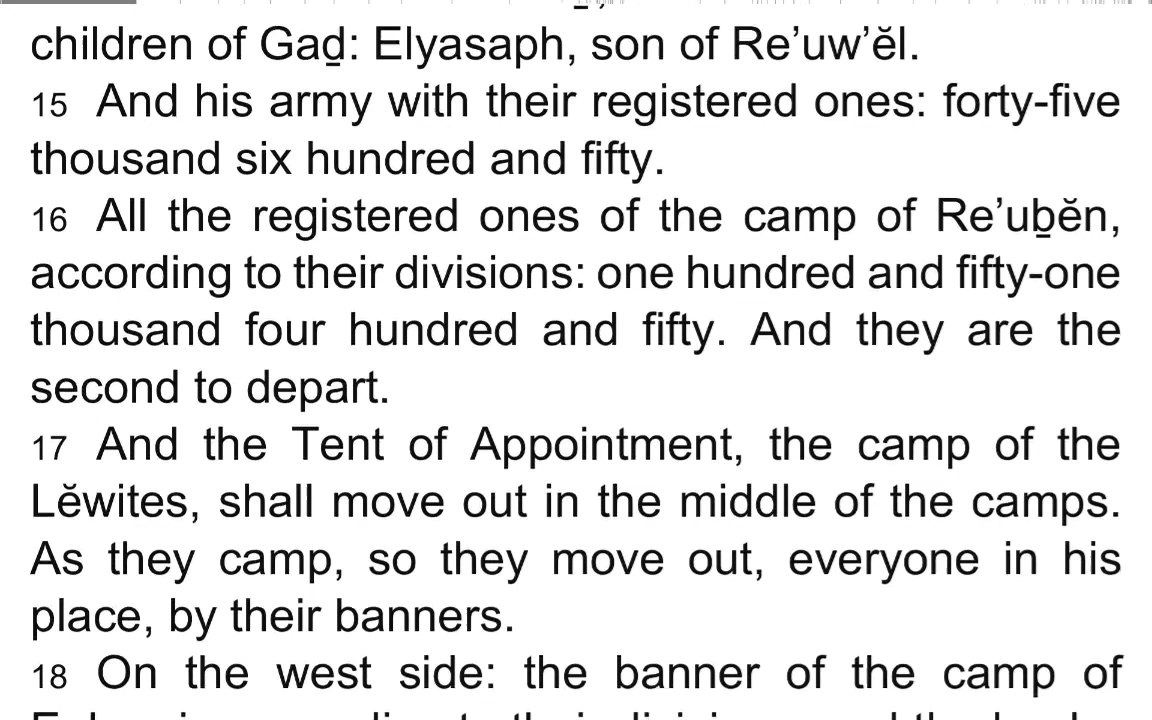 children of Gaḏ: Elyasaph, son of Re’uw’ĕl.
15 And his army with their registered ones: forty-five
thousand six hundred and fifty.
16 All the registered ones of the camp of Re’uḇĕn,
according to their divisions: one hundred and fifty-one
thousand four hundred and fifty. And they are the
second to depart.
17 And the Tent of Appointment, the camp of the
Lĕwites, shall move out in the middle of the camps.
As they camp, so they move out, everyone in his
place, by their banners.
18 On the west side: the banner of the camp of